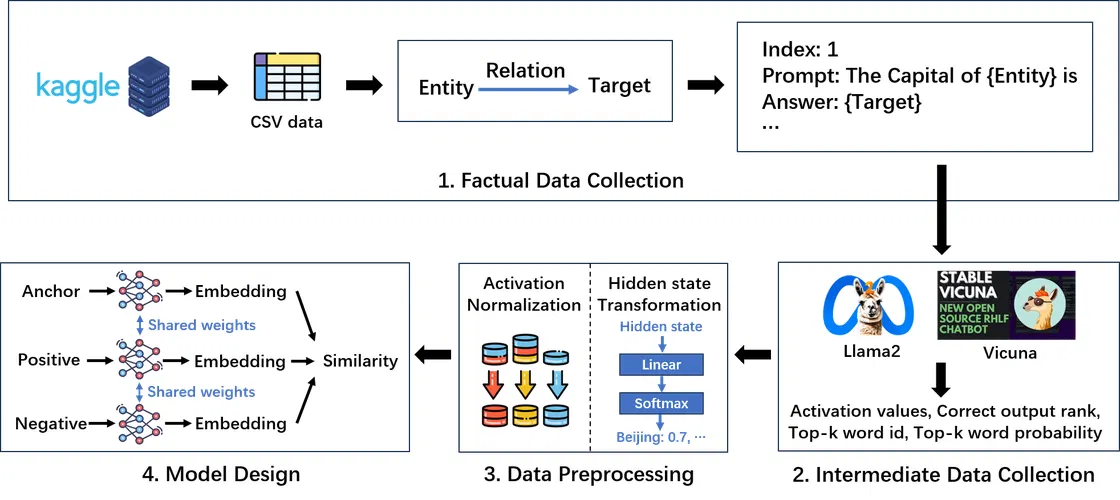 kaggle
CSV data
Entity
Relation
Target
Index: 1
Prompt: The Capital of {Entity} is
Answer: {Target}
...
1. Factual Data Collection
STABLE
VICUNA
NEW OPEN
SOURCE RHLF
CHATBOT
Llama2
Vicuna
Activation values, Correct output rank,
Top-k word id, Top-k word probability
2. Intermediate Data Collection
Activation
Normalization
Hidden state
Transformation
Hidden state
Linear
Softmax
Beijing: 0.7, ...
3. Data Preprocessing
Anchor
Embedding
Shared weights
Positive
Embedding
Similarity
Shared weights
Negative
Embedding
4. Model Design